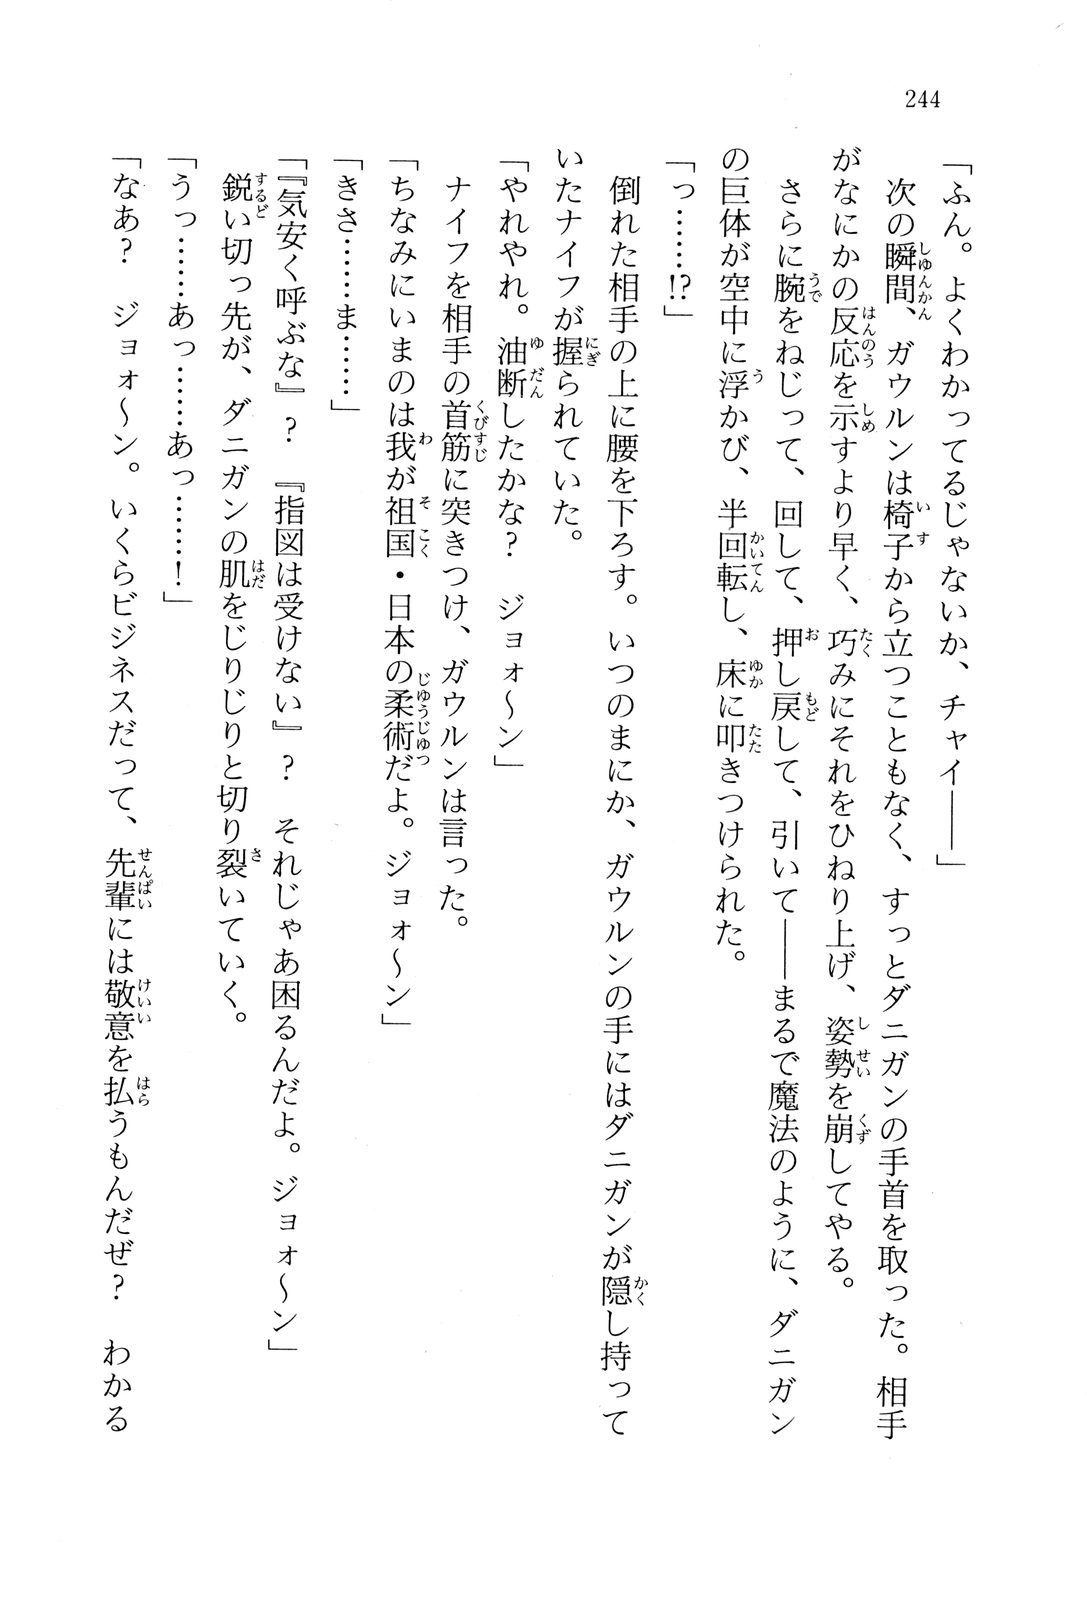 244
「ふん。よくわかってるじゃないか、チャイ――」
　次の瞬間、ガウルンは椅子から立つこともなく、すっとダニガンの手首を取った。相手
がなにかの反応を示すより早く、巧みにそれをひねり上げ、姿勢を崩してやる。
　さらに腕をねじって、回して、押し戻して、引いて――まるで魔法のように、ダニガン
の巨体が空中に浮かび、半回転し、床に叩きつけられた。
「っ……!?」
　倒れた相手の上に腰を下ろす。いつのまにか、ガウルンの手にはダニガンが隠し持って
いたナイフが握られていた。
「やれやれ。油断したかな？　ジョォ〜ン」
　ナイフを相手の首筋に突きつけ、ガウルンは言った。
「ちなみにいまのは我が祖国・日本の柔術だよ。ジョォ〜ン」
「きさ……ま……」
「『気安く呼ぶな』？　『指図は受けない』？　それじゃあ困るんだよ。ジョォ〜ン」
　鋭い切っ先が、ダニガンの肌をじりじりと切り裂いていく。
「うっ……あっ……あっ……！」
「なあ？　ジョォ〜ン。いくらビジネスだって、先輩には敬意を払うもんだぜ？　わかる